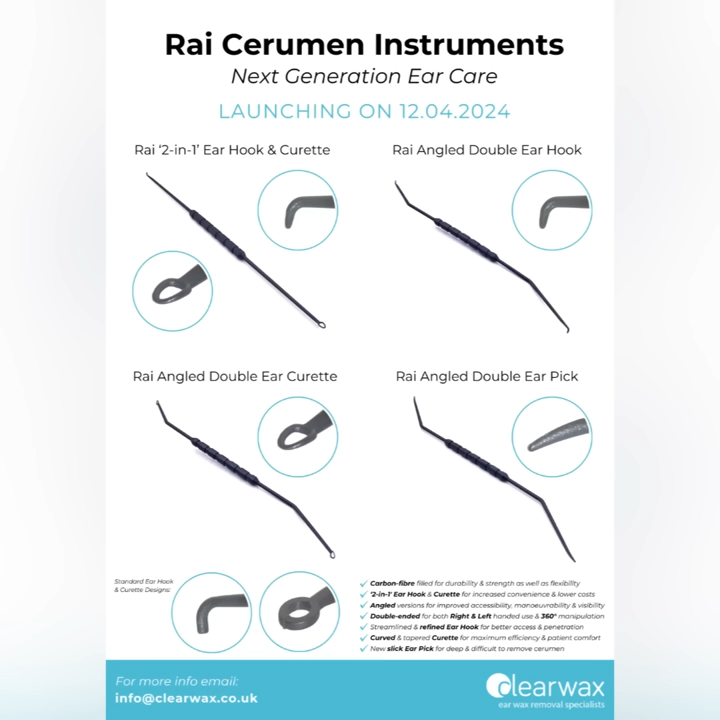 Rai Cerumen Instruments
Next Generation Ear Care
LAUNCHING ON 12.04.2024
Rai '2-in-1' Ear Hook & Curette
Rai Angled Double Ear Hook
Rai Angled Double Ear Curette
Rai Angled Double Ear Pick
Standard Ear Hook
& Curette Designs!
Carbon-fibre filled for durability & strength as well as flexibility
'2-in-1' Ear Hook & Curette for increased convenience & lower costs
Angled versions for improved accessibility, manoeuvrability & visibility
Double-ended for both Right & Left handed use & 360° manipulation
Streamlined & refined Ear Hook for better access & penetration
Curved & tapered Curette for maximum efficiency & patient comfort
New slick Ear Pick for deep & difficult to remove cerumen
For more info email:
info@clearwax.co.uk
clearwax
ear wax removal specialists